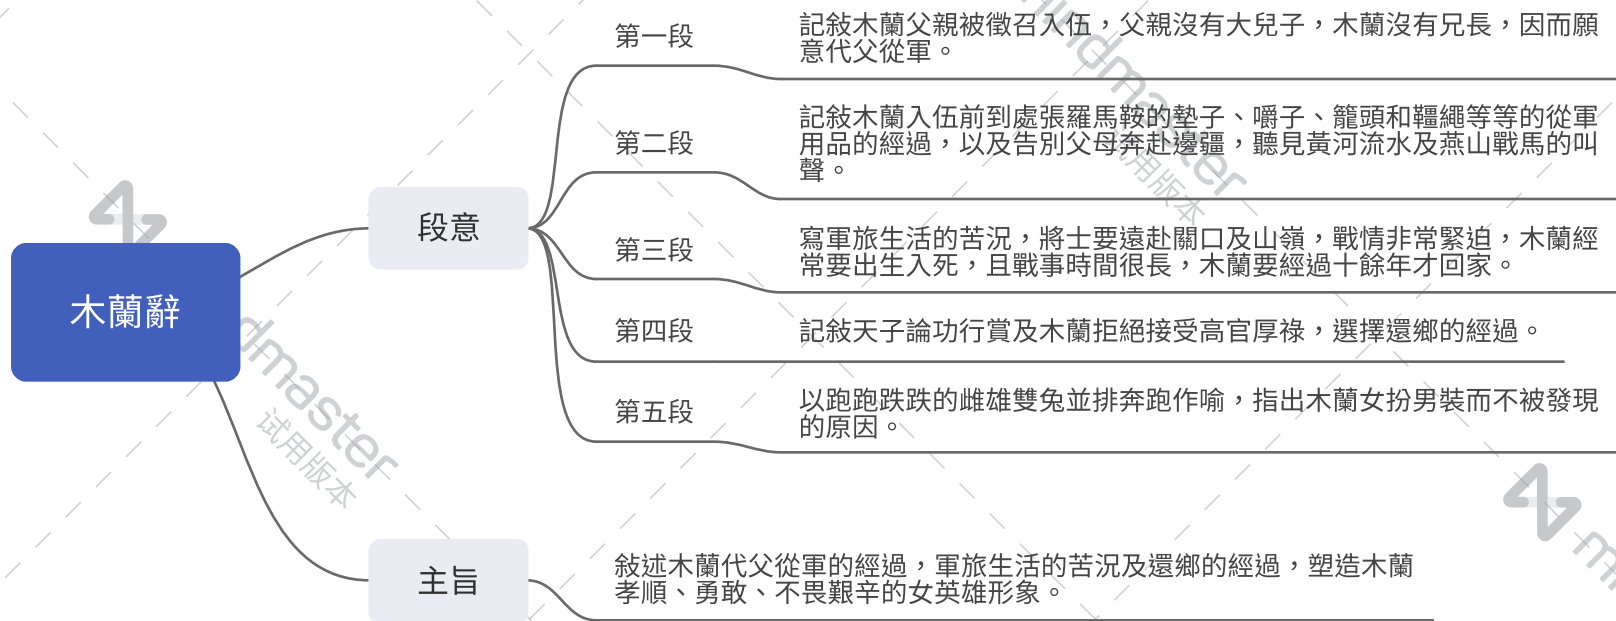 木蘭辭
段意
第一段
記敍木蘭父親被徵召入伍，父親沒有大兒子，木蘭沒有兄長，因而願
意代父從軍。
第二段
記敍木蘭入伍前到處張羅馬鞍的墊子、嚼子、籠頭和韁繩等等的從軍
用品的經過，以及告別父母奔赴邊疆，聽見黃河流水及燕山戰馬的叫
聲。
第三段
寫軍旅生活的苦況，將士要遠赴關口及山嶺，戰情非常緊迫，木蘭經
常要出生入死，且戰事時間很長，木蘭要經過十餘年才回家。
第四段
記敍天子論功行賞及木蘭拒絕接受高官厚祿，選擇還鄉的經過。
第五段
以跑跑跌跌的雌雄雙兔並排奔跑作喻，指出木蘭女扮男裝而不被發現
的原因。
主旨
敍述木蘭代父從軍的經過，軍旅生活的苦況及還鄉的經過，塑造木蘭
孝順、勇敢、不畏艱辛的女英雄形象。
mindmaster
试用版本
dmaster
试用版本